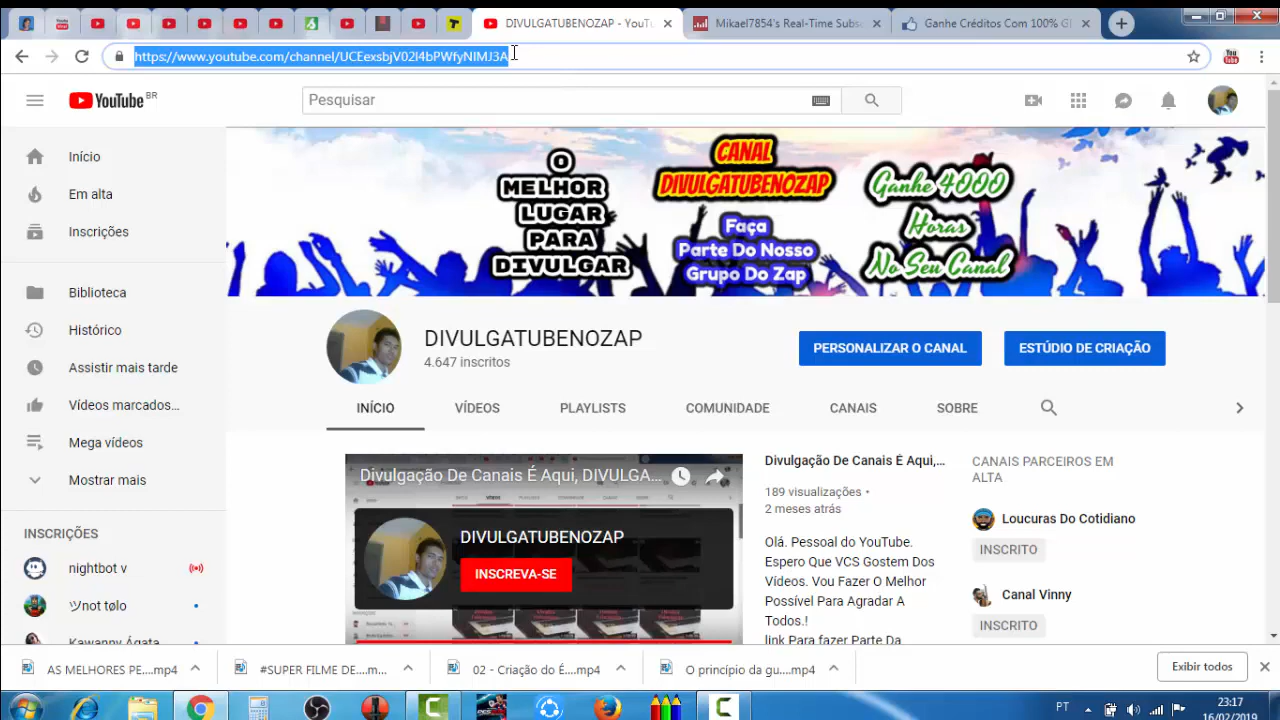 DIVULGATUBENOZAP - YouTu
Mikael7854's Real-Time Subsc
Ganhe Créditos Com 100% G
https://www.youtube.com/channel/UCEexsbjV02l4bPWfyNIMJ3A
YouTube BR
Pesquisar
Início
Em alta
Inscrições
Biblioteca
Histórico
Assistir mais tarde
Vídeos marcados...
Mega vídeos
Mostrar mais
INSCRIÇÕES
nightbot v
ツnot tølo
Kawanny Ágata
O
MELHOR
LUGAR
PARA
DIVULGAR
CANAL
DIVULGATUBENOZAP
Faça
Parte Do Nosso
Grupo Do Zap
Ganhe 4000
Horas
No Seu Canal
DIVULGATUBENOZAP
4.647 inscritos
PERSONALIZAR O CANAL
ESTÚDIO DE CRIAÇÃO
INÍCIO
VÍDEOS
PLAYLISTS
COMUNIDADE
CANAIS
SOBRE
Divulgação De Canais É Aqui, DIVULGA...
DIVULGATUBENOZAP
INSCREVA-SE
Divulgação De Canais É Aqui,...
189 visualizações •
2 meses atrás
Olá. Pessoal do YouTube.
Espero Que VCS Gostem Dos
Vídeos. Vou Fazer O Melhor
Possível Para Agradar A
Todos.!
link Para fazer Parte Da
CANAIS PARCEIROS EM
ALTA
Loucuras Do Cotidiano
INSCRITO
Canal Vinny
INSCRITO
AS MELHORES PE....mp4
#SUPER FILME DE....m...
02 - Criação do É....mp4
O princípio da gu....mp4
Exibir todos
PT
23:17
16/02/2019